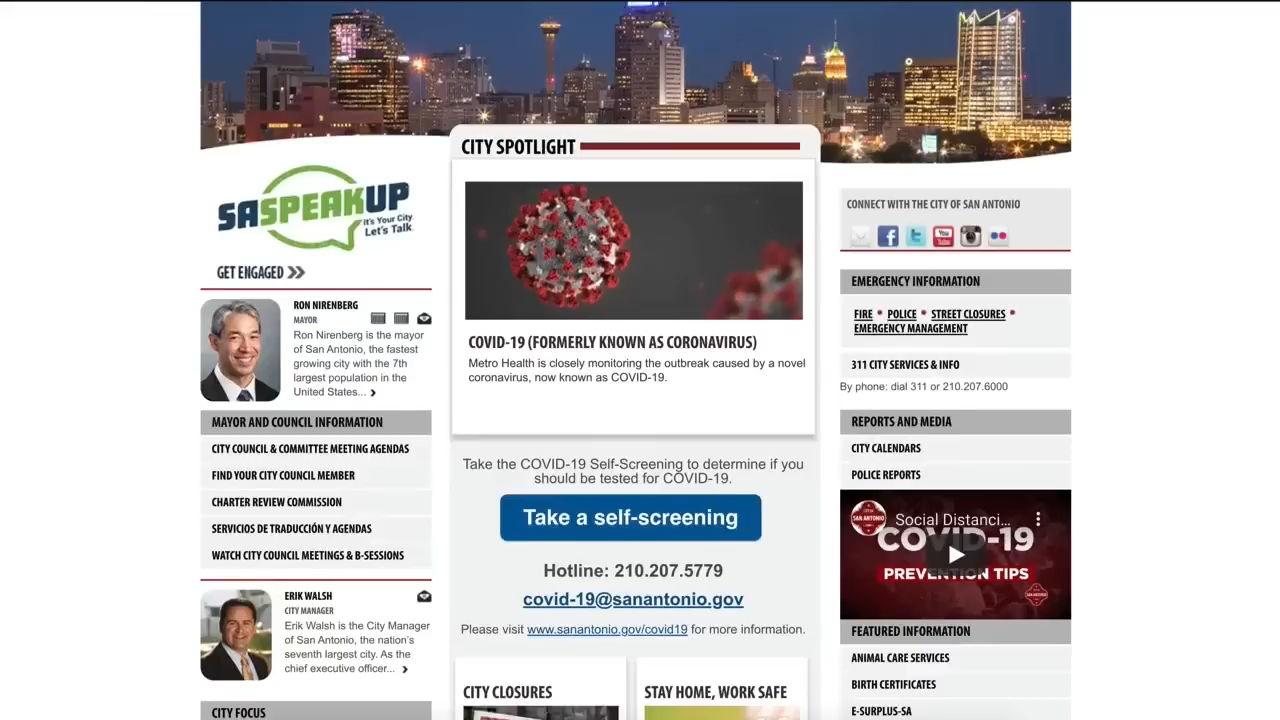 SASPEAKUP
It's Your City.
Let's Talk.
GET ENGAGED
RON NIRENBERG
MAYOR
Ron Nirenberg is the mayor
of San Antonio, the fastest
growing city with the 7th
largest population in the
United States...
MAYOR AND COUNCIL INFORMATION
CITY COUNCIL & COMMITTEE MEETING AGENDAS
FIND YOUR CITY COUNCIL MEMBER
CHARTER REVIEW COMMISSION
SERVICIOS DE TRADUCCIÓN Y AGENDAS
WATCH CITY COUNCIL MEETINGS & B-SESSIONS
ERIK WALSH
CITY MANAGER
Erik Walsh is the City Manager
of San Antonio, the nation's
seventh largest city. As the
chief executive officer...
CITY FOCUS
CITY SPOTLIGHT
COVID-19 (FORMERLY KNOWN AS CORONAVIRUS)
Metro Health is closely monitoring the outbreak caused by a novel
coronavirus, now known as COVID-19.
Take the COVID-19 Self-Screening to determine if you
should be tested for COVID-19.
Take a self-screening
Hotline: 210.207.5779
covid-19@sanantonio.gov
Please visit www.sanantonio.gov/covid19 for more information.
CITY CLOSURES
STAY HOME, WORK SAFE
CONNECT WITH THE CITY OF SAN ANTONIO
You
Tube
EMERGENCY INFORMATION
FIRE * POLICE * STREET CLOSURES *
EMERGENCY MANAGEMENT
311 CITY SERVICES & INFO
By phone: dial 311 or 210.207.6000
REPORTS AND MEDIA
CITY CALENDARS
POLICE REPORTS
SAN ANTONIO
Social Distanci...
COVID-19
PREVENTION TIPS
FEATURED INFORMATION
ANIMAL CARE SERVICES
BIRTH CERTIFICATES
E-SURPLUS-SA